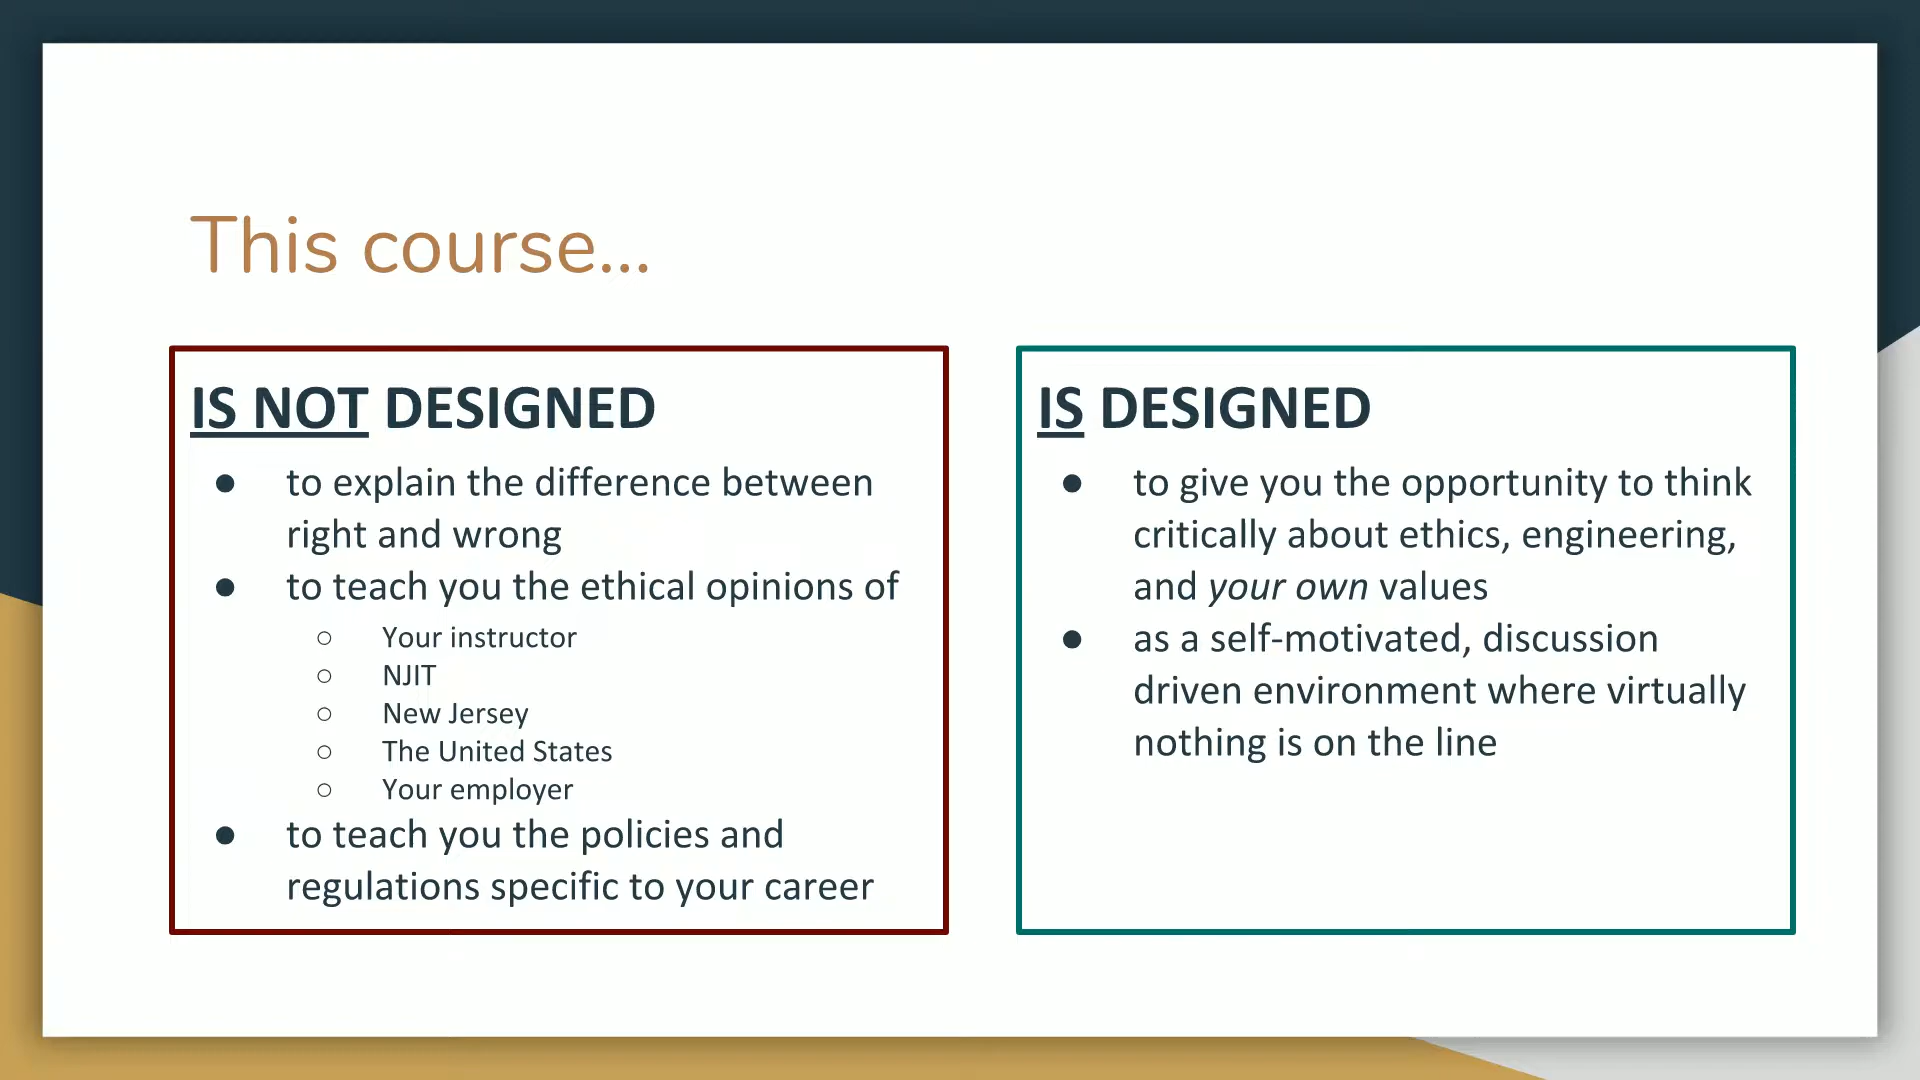 This course...
IS NOT DESIGNED
● to explain the difference between
right and wrong
● to teach you the ethical opinions of
○ Your instructor
○ NJIT
○ New Jersey
○ The United States
○ Your employer
● to teach you the policies and
regulations specific to your career
IS DESIGNED
● to give you the opportunity to think
critically about ethics, engineering,
and your own values
● as a self-motivated, discussion
driven environment where virtually
nothing is on the line